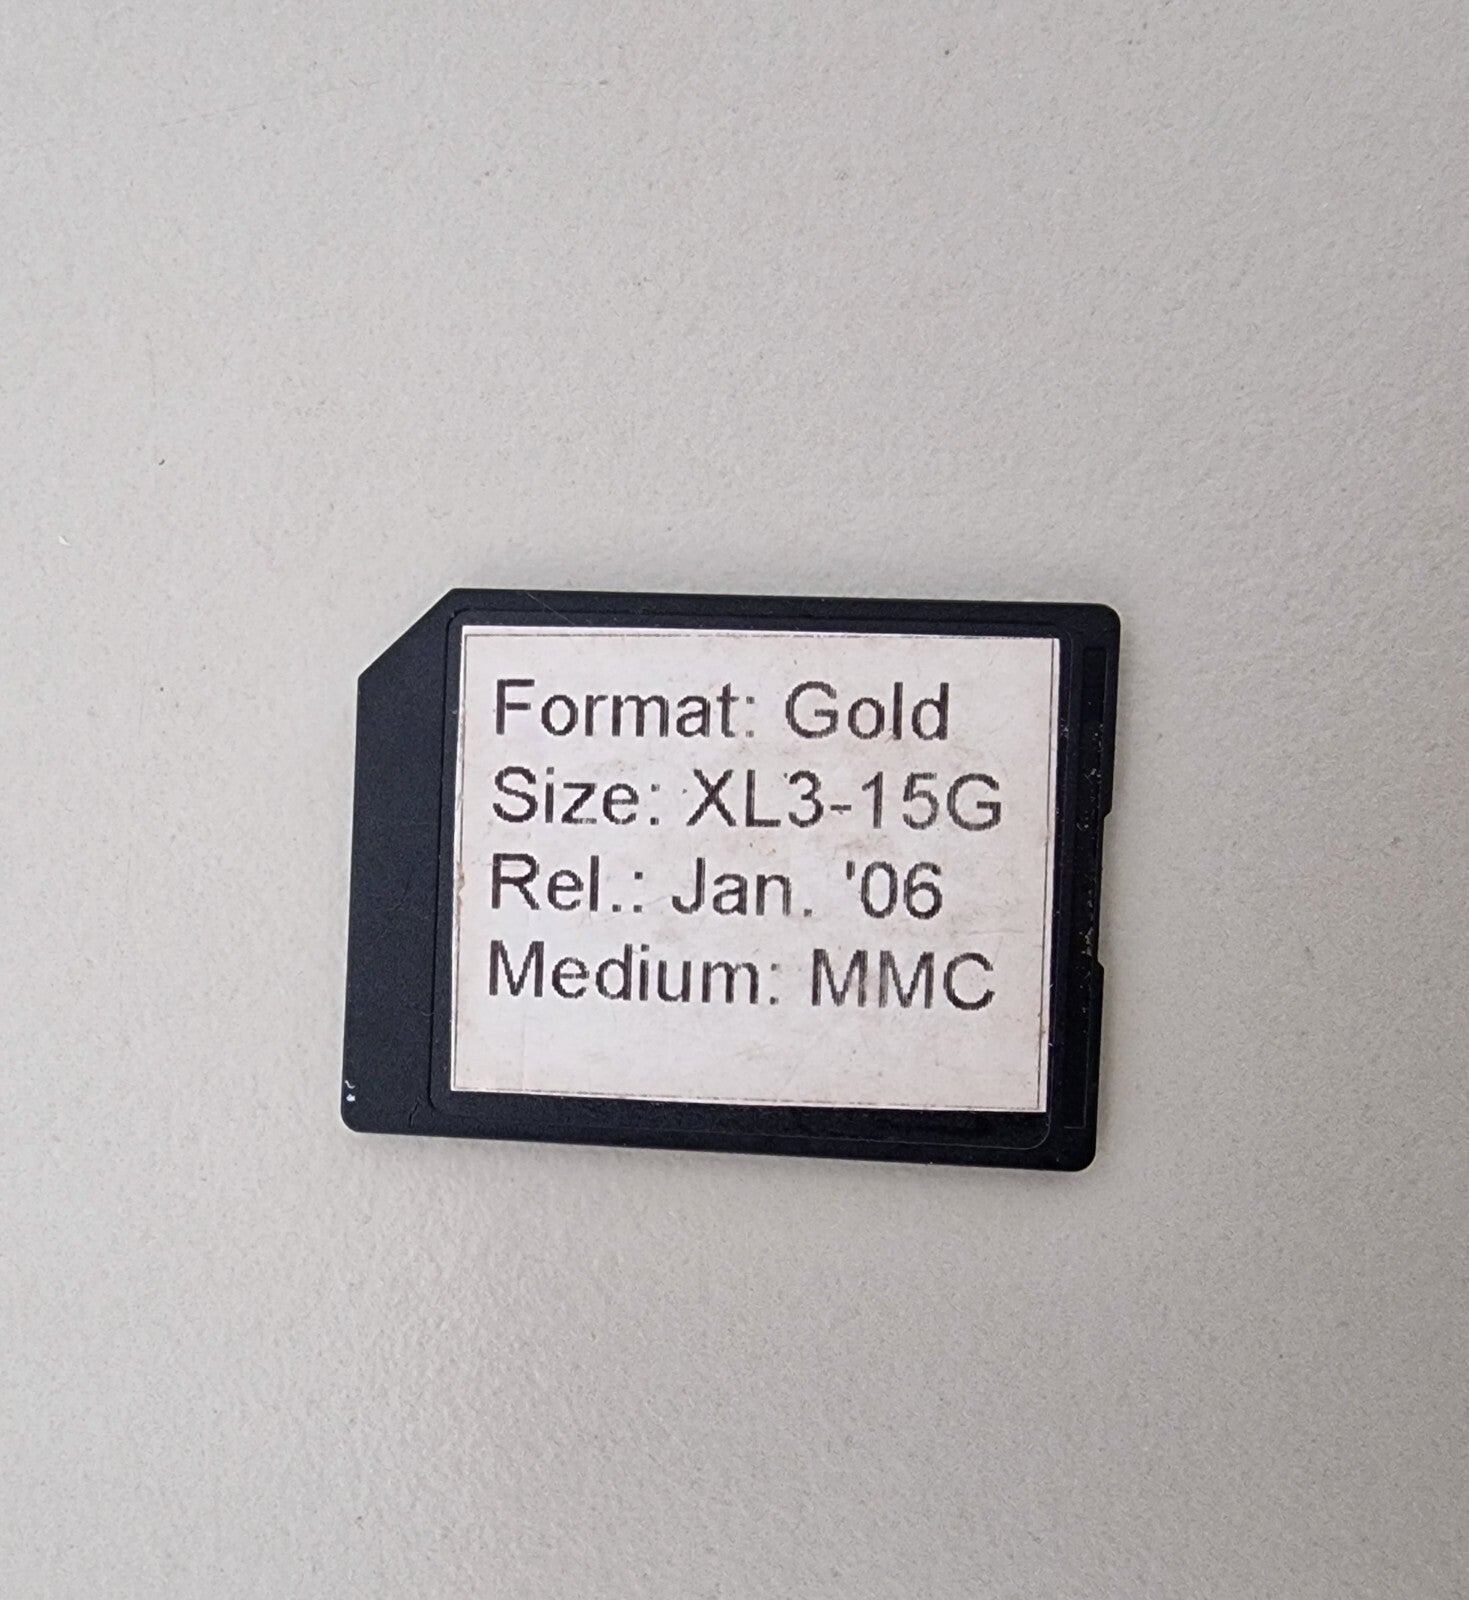 Format: Gold
Size: XL3-15G
Rel.: Jan. '06
Medium: MMC